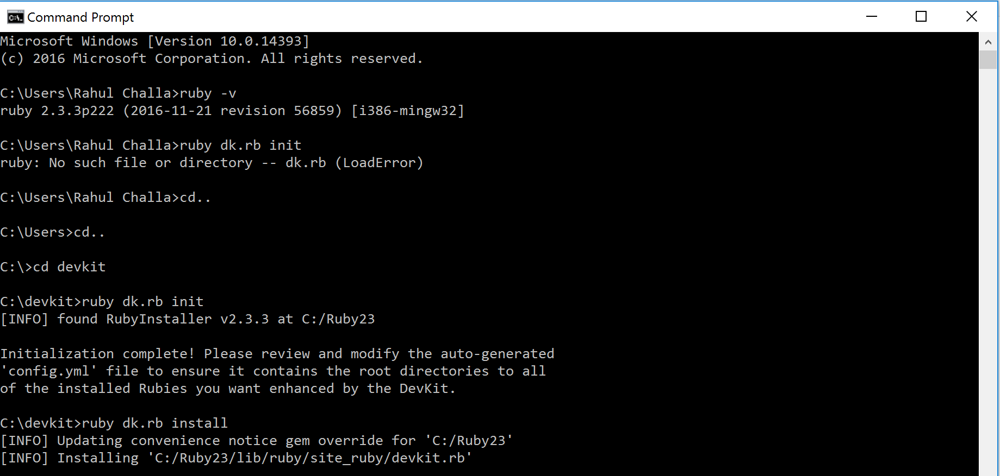 Command Prompt
Microsoft Windows [Version 10.0.14393]
(c) 2016 Microsoft Corporation. All rights reserved.
C:\Users\Rahul Challa>ruby -v
ruby 2.3.3p222 (2016-11-21 revision 56859) [i386-mingw32]
C:\Users\Rahul Challa>ruby dk.rb init
ruby: No such file or directory -- dk.rb (LoadError)
C:\Users\Rahul Challa>cd..
C:\Users>cd..
C:\>cd devkit
C:\devkit>ruby dk.rb init
[INFO] found RubyInstaller v2.3.3 at C:/Ruby23
Initialization complete! Please review and modify the auto-generated
'config.yml' file to ensure it contains the root directories to all
of the installed Rubies you want enhanced by the DevKit.
C:\devkit>ruby dk.rb install
[INFO] Updating convenience notice gem override for 'C:/Ruby23'
[INFO] Installing 'C:/Ruby23/lib/ruby/site_ruby/devkit.rb'